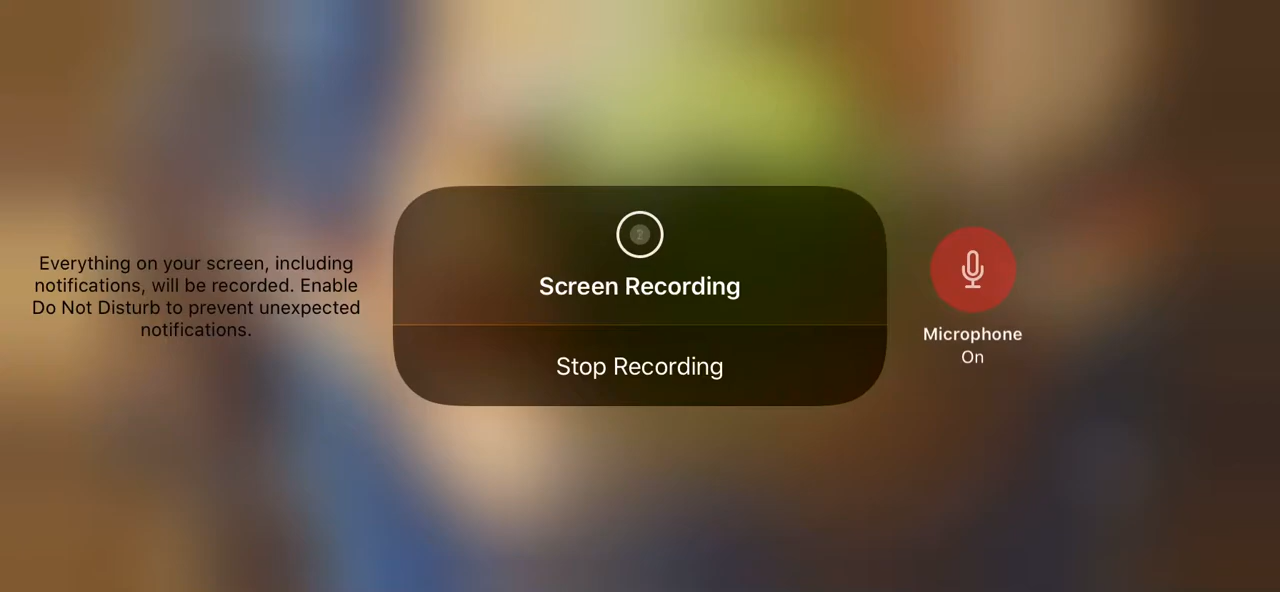 Everything on your screen, including
notifications, will be recorded. Enable
Do Not Disturb to prevent unexpected
notifications.
2
Screen Recording
Stop Recording
Microphone
On